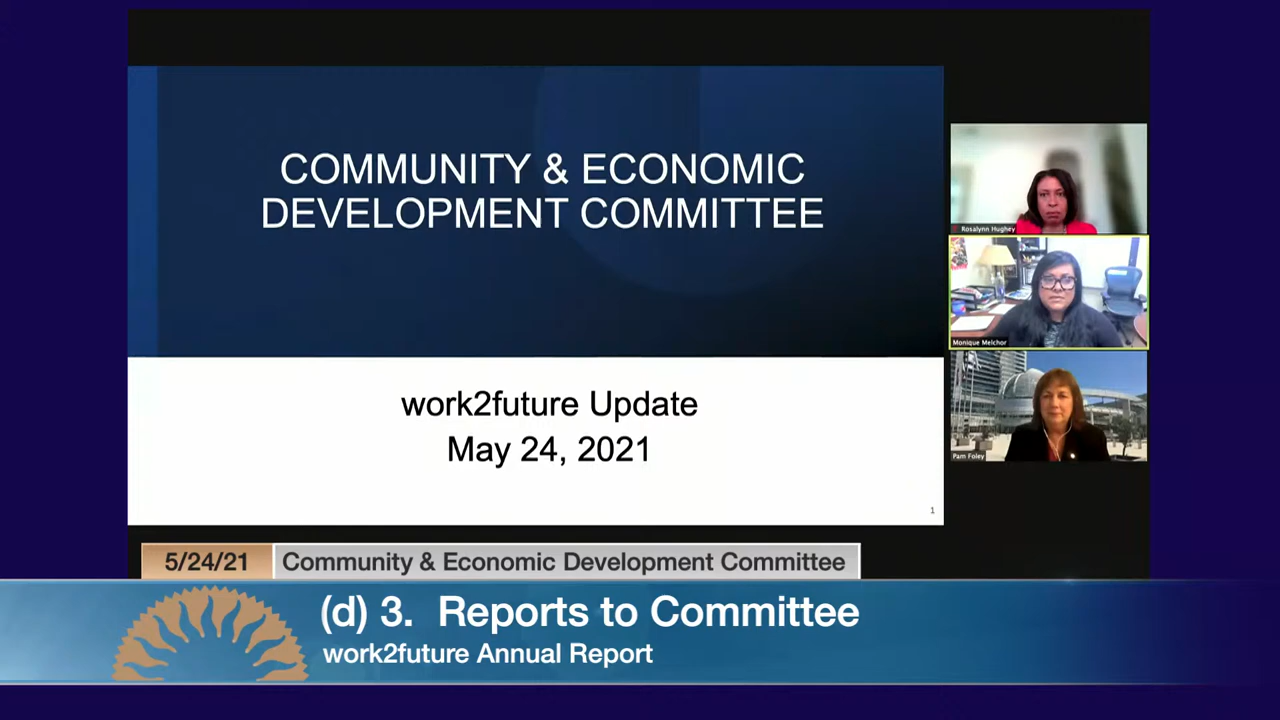 COMMUNITY & ECONOMIC
DEVELOPMENT COMMITTEE
work2future Update
May 24, 2021
1
Rosalynn Hughey
Monique Melchor
Pam Foley
5/24/21
Community & Economic Development Committee
(d) 3. Reports to Committee
work2future Annual Report